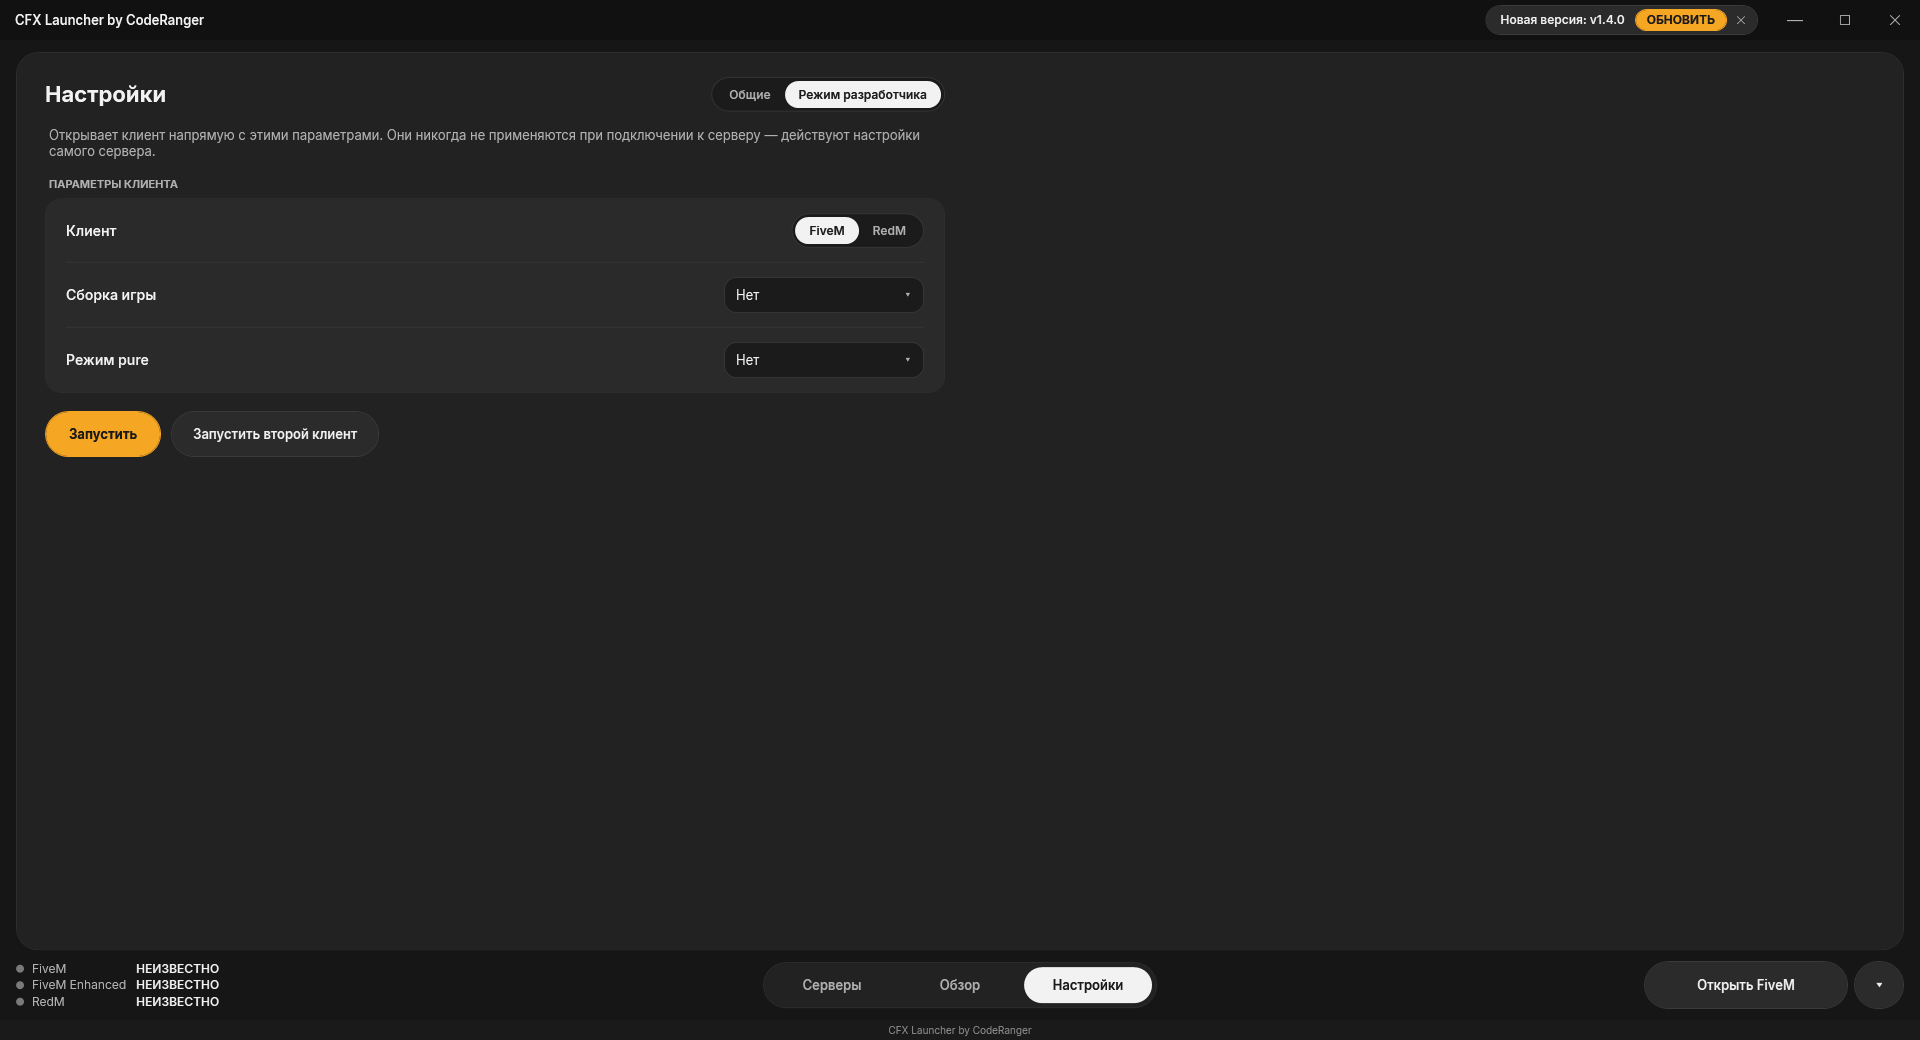 CFX Launcher by CodeRanger
Новая версия: v1.4.0 ОБНОВИТЬ
Настройки
Общие Режим разработчика
Открывает клиент напрямую с этими параметрами. Они никогда не применяются при подключении к серверу — действуют настройки
самого сервера.
ПАРАМЕТРЫ КЛИЕНТА
Клиент FiveM RedM
Сборка игры Нет
Режим pure Нет
Запустить Запустить второй клиент
FiveM НЕИЗВЕСТНО
FiveM Enhanced НЕИЗВЕСТНО
RedM НЕИЗВЕСТНО
Серверы Обзор Настройки
Открыть FiveM
CFX Launcher by CodeRanger